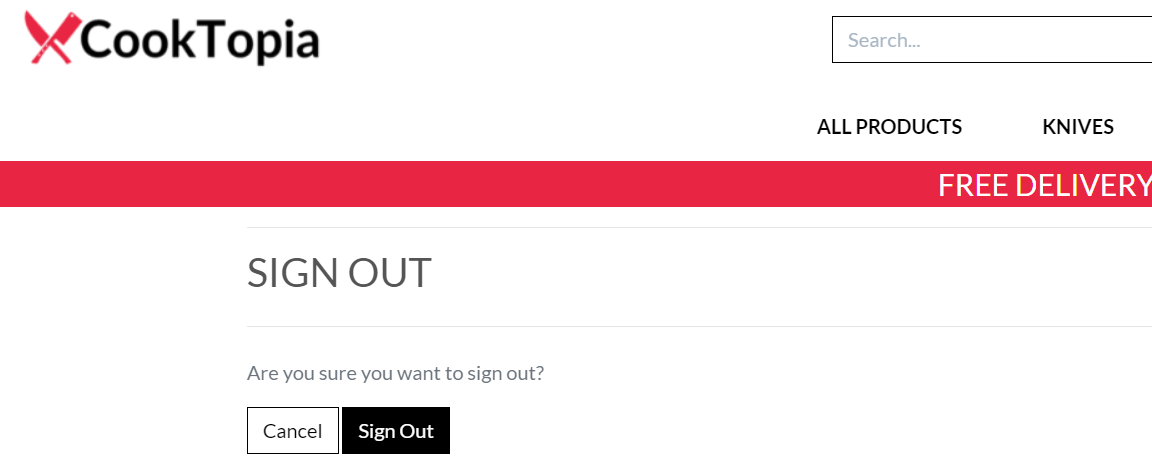 CookTopia
Search...
ALL PRODUCTS KNIVES
FREE DELIVERY
SIGN OUT
Are you sure you want to sign out?
Cancel Sign Out